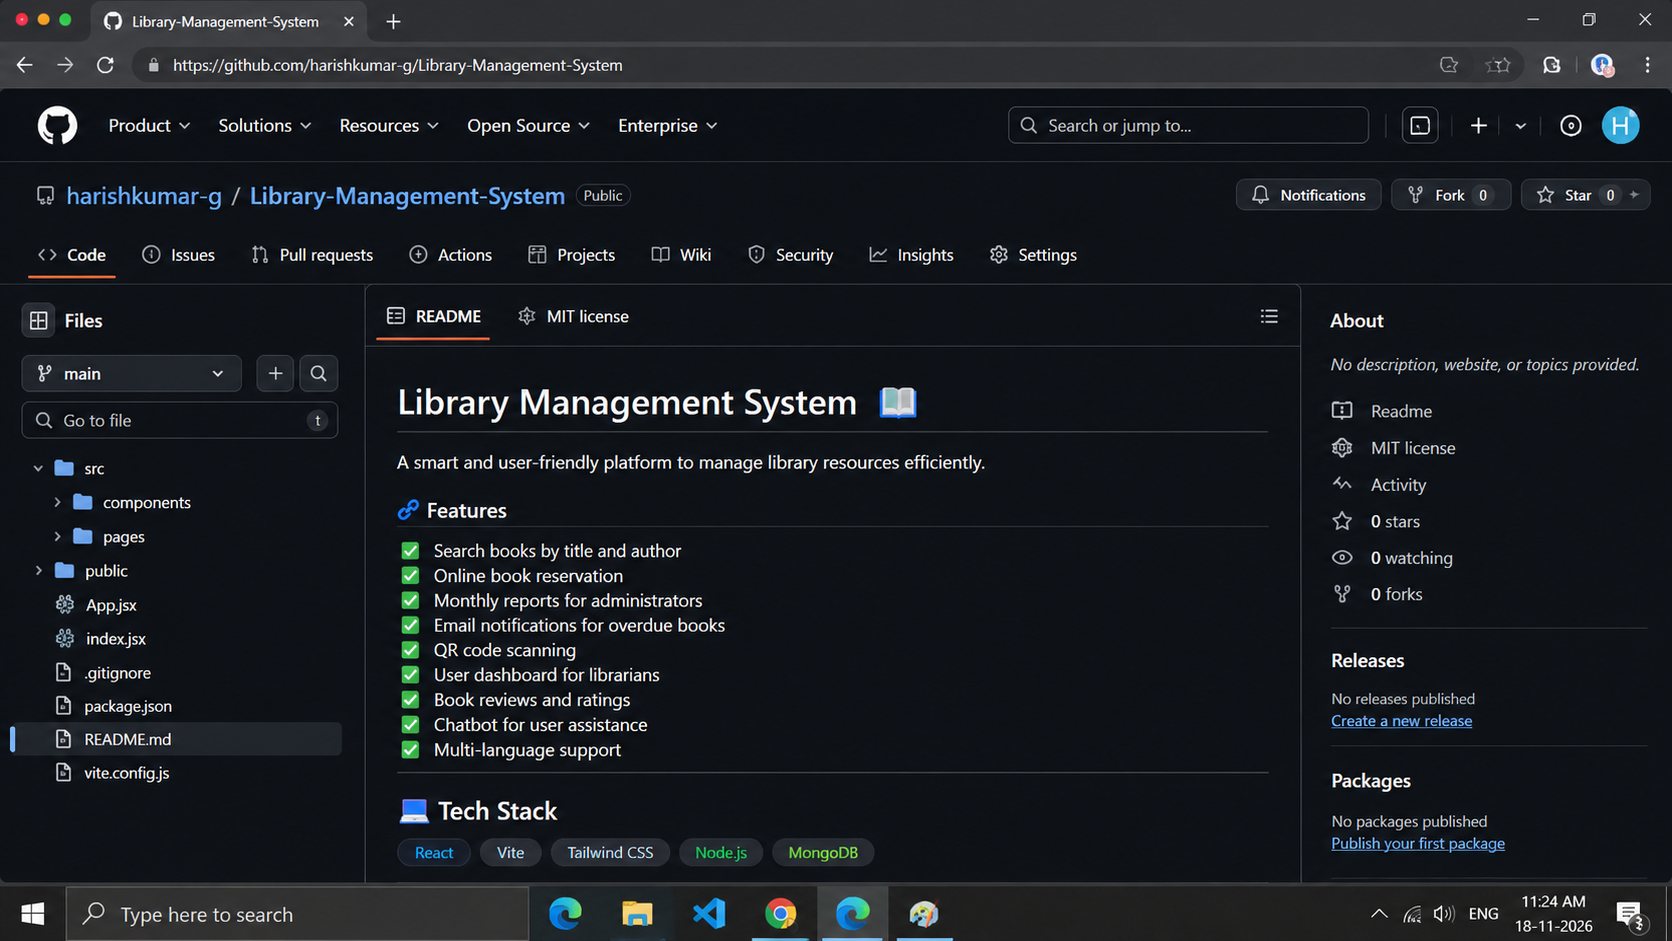 Library-Management-System
https://github.com/harishkumar-g/Library-Management-System
Product Solutions Resources Open Source Enterprise
Search or jump to...
H
harishkumar-g / Library-Management-System Public
Notifications Fork 0 Star 0
Code Issues Pull requests Actions Projects Wiki Security Insights Settings
Files
main
Go to file t
src
components
pages
public
App.jsx
index.jsx
.gitignore
package.json
README.md
vite.config.js
README MIT license
Library Management System
A smart and user-friendly platform to manage library resources efficiently.
Features
Search books by title and author
Online book reservation
Monthly reports for administrators
Email notifications for overdue books
QR code scanning
User dashboard for librarians
Book reviews and ratings
Chatbot for user assistance
Multi-language support
Tech Stack
React Vite Tailwind CSS Node.js MongoDB
About
No description, website, or topics provided.
Readme
MIT license
Activity
0 stars
0 watching
0 forks
Releases
No releases published
Create a new release
Packages
No packages published
Publish your first package
Type here to search
ENG
11:24 AM
18-11-2026
3